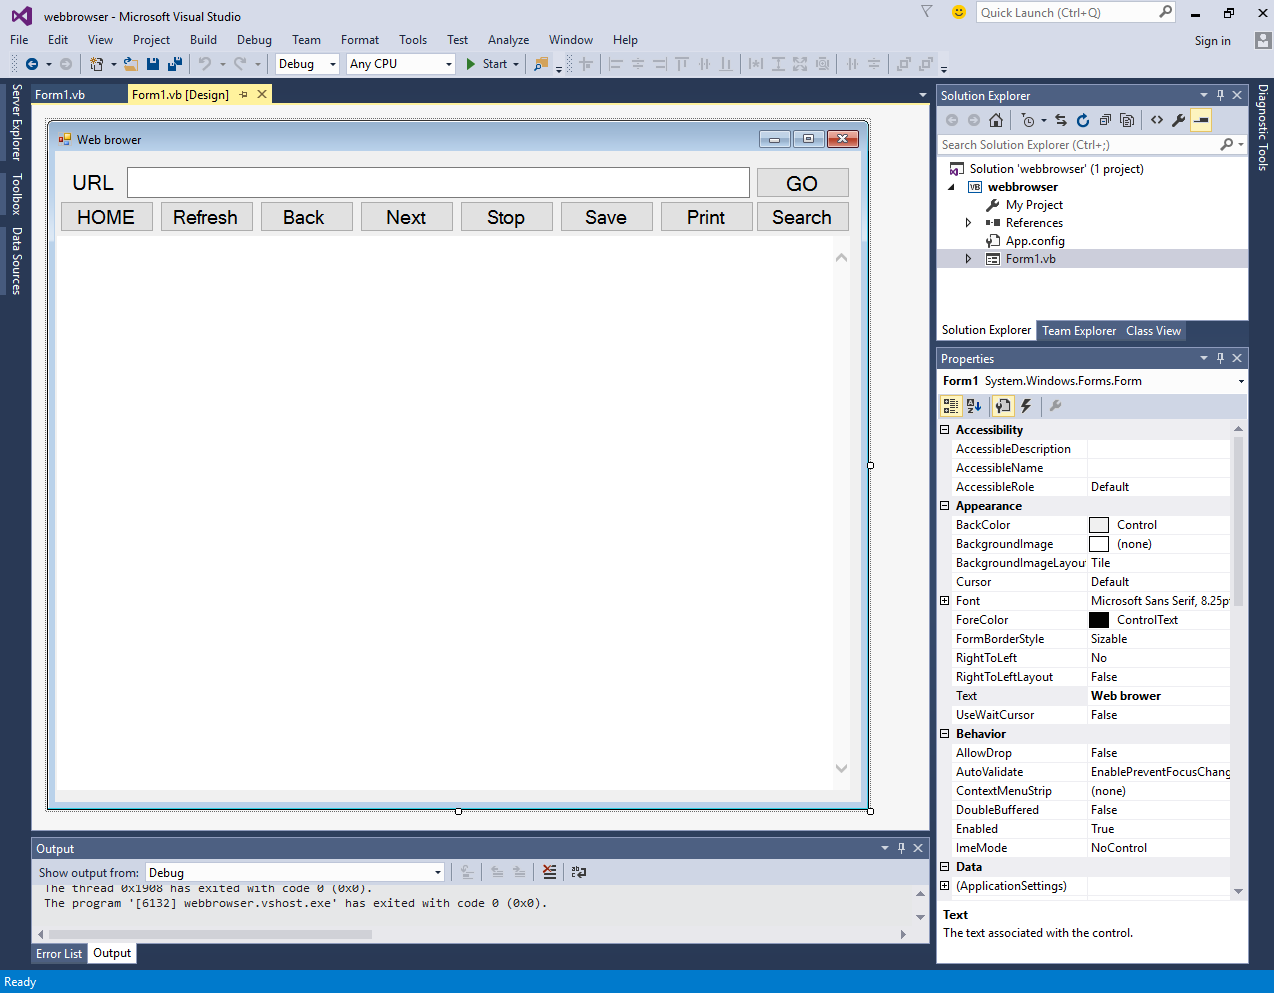 webbrowser - Microsoft Visual Studio
Quick Launch (Ctrl+Q)
File Edit View Project Build Debug Team Format Tools Test Analyze Window Help
Sign in
Debug Any CPU Start
Server Explorer
Toolbox
Data Sources
Form1.vb Form1.vb [Design]
Web brower
URL GO
HOME Refresh Back Next Stop Save Print Search
Output
Show output from: Debug
The thread 0x1908 has exited with code 0 (0x0).
The program '[6132] webbrowser.vshost.exe' has exited with code 0 (0x0).
Error List Output
Ready
Solution Explorer
Search Solution Explorer (Ctrl+;)
Solution 'webbrowser' (1 project)
VB webbrowser
My Project
References
App.config
Form1.vb
Solution Explorer Team Explorer Class View
Properties
Form1 System.Windows.Forms.Form
Accessibility
AccessibleDescription
AccessibleName
AccessibleRole Default
Appearance
BackColor Control
BackgroundImage (none)
BackgroundImageLayou Tile
Cursor Default
Font Microsoft Sans Serif, 8.25p
ForeColor ControlText
FormBorderStyle Sizable
RightToLeft No
RightToLeftLayout False
Text Web brower
UseWaitCursor False
Behavior
AllowDrop False
AutoValidate EnablePreventFocusChang
ContextMenuStrip (none)
DoubleBuffered False
Enabled True
ImeMode NoControl
Data
(ApplicationSettings)
Text
The text associated with the control.
Diagnostic Tools